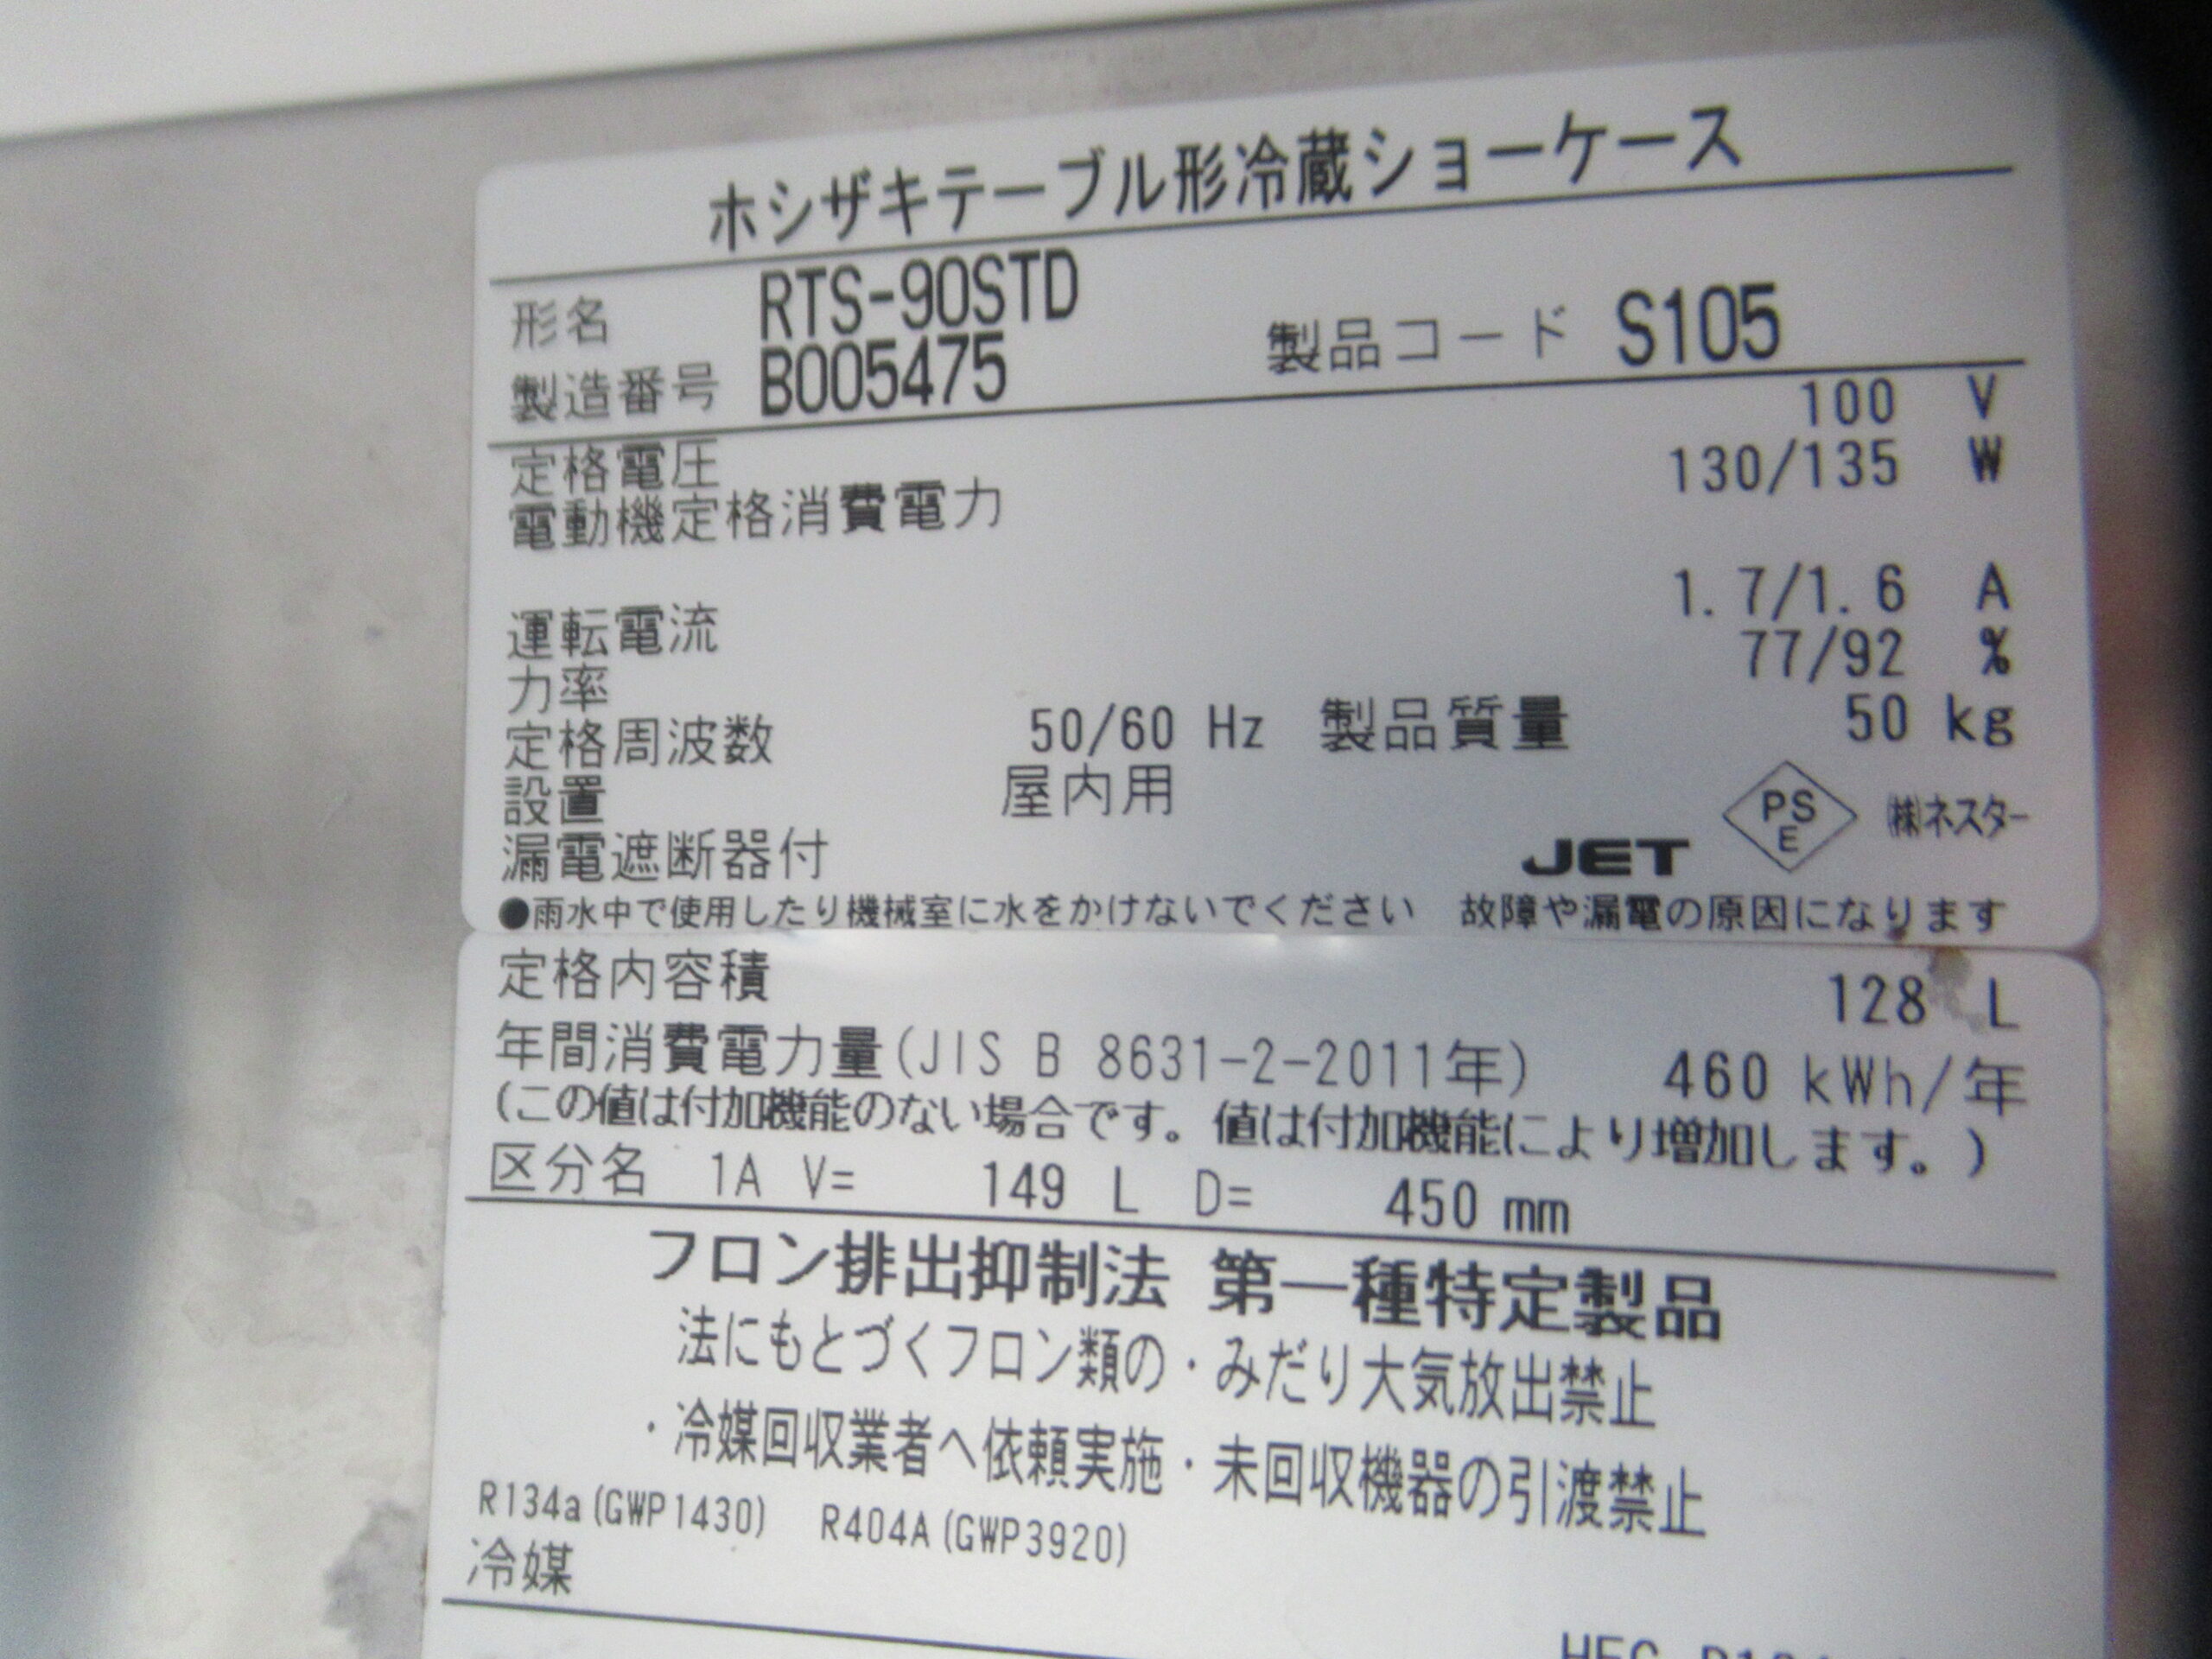 ホシザキテーブル形冷蔵ショーケース
形名 RTS-90STD
製造番号 B005475 製品コード S105
定格電圧 100 V
電動機定格消費電力 130/135 W
運転電流 1.7/1.6 A
力率 77/92 %
定格周波数 50/60 Hz 製品質量 50 kg
設置 屋内用
漏電遮断器付 JET PS E ㈱ネスター
●雨水中で使用したり機械室に水をかけないでください 故障や漏電の原因になります
定格内容積 128 L
年間消費電力量(JIS B 8631-2-2011年) 460 kWh/年
(この値は付加機能のない場合です。値は付加機能により増加します。)
区分名 1A V= 149 L D= 450 mm
フロン排出抑制法 第一種特定製品
法にもとづくフロン類の・みだり大気放出禁止
・冷媒回収業者へ依頼実施・未回収機器の引渡禁止
R134a(GWP1430) R404A(GWP3920)
冷媒